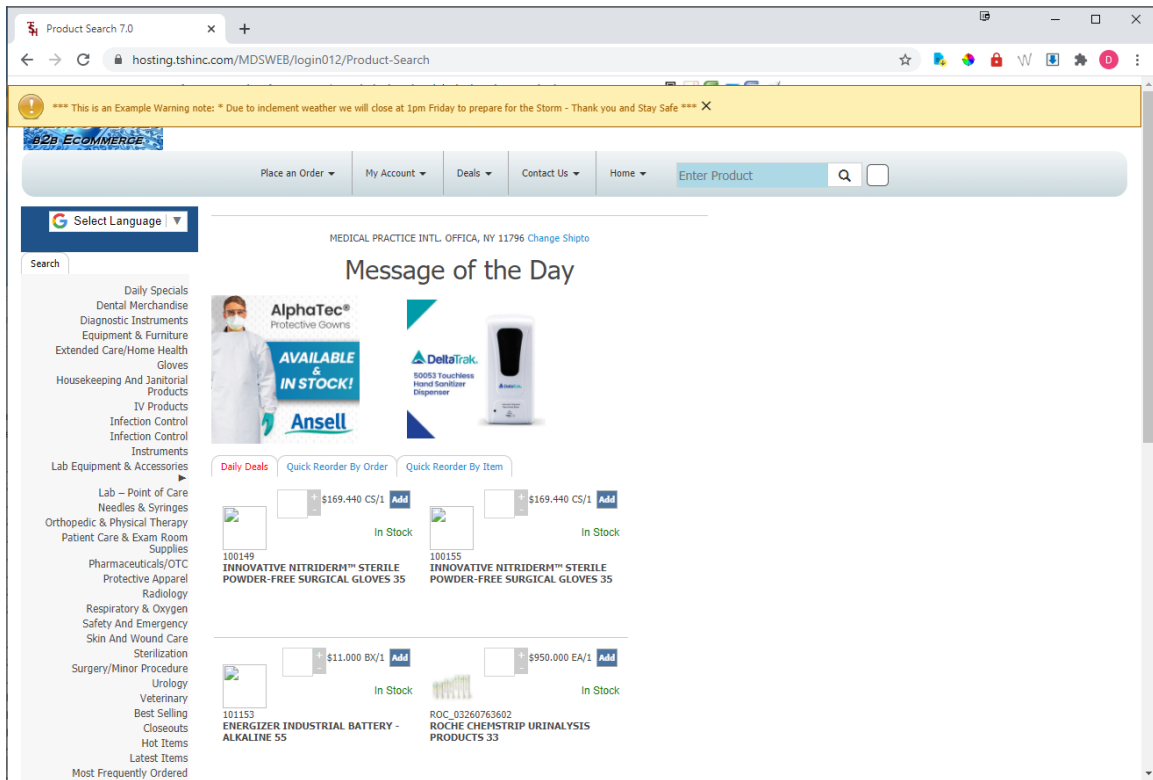 Product Search 7.0
hosting.tshinc.com/MDSWEB/login012/Product-Search
D
*** This is an Example Warning note: * Due to inclement weather we will close at 1pm Friday to prepare for the Storm - Thank you and Stay Safe ***
B2B ECOMMERCE
Place an Order
My Account
Deals
Contact Us
Home
Enter Product
G Select Language
MEDICAL PRACTICE INTL. OFFICA, NY 11796 Change Shipto
Message of the Day
Search
Daily Specials
Dental Merchandise
Diagnostic Instruments
Equipment & Furniture
Extended Care/Home Health
Gloves
Housekeeping And Janitorial
Products
IV Products
Infection Control
Infection Control
Instruments
Lab Equipment & Accessories
Lab – Point of Care
Needles & Syringes
Orthopedic & Physical Therapy
Patient Care & Exam Room
Supplies
Pharmaceuticals/OTC
Protective Apparel
Radiology
Respiratory & Oxygen
Safety And Emergency
Skin And Wound Care
Sterilization
Surgery/Minor Procedure
Urology
Veterinary
Best Selling
Closeouts
Hot Items
Latest Items
Most Frequently Ordered
AlphaTec®
Protective Gowns
AVAILABLE
&
IN STOCK!
Ansell
DeltaTrak.
50053 Touchless
Hand Sanitizer
Dispenser
Daily Deals
Quick Reorder By Order
Quick Reorder By Item
$169.440 CS/1 Add
In Stock
100149
INNOVATIVE NITRIDERM™ STERILE
POWDER-FREE SURGICAL GLOVES 35
$169.440 CS/1 Add
In Stock
100155
INNOVATIVE NITRIDERM™ STERILE
POWDER-FREE SURGICAL GLOVES 35
$11.000 BX/1 Add
In Stock
101153
ENERGIZER INDUSTRIAL BATTERY -
ALKALINE 55
$950.000 EA/1 Add
In Stock
ROC_03260763602
ROCHE CHEMSTRIP URINALYSIS
PRODUCTS 33